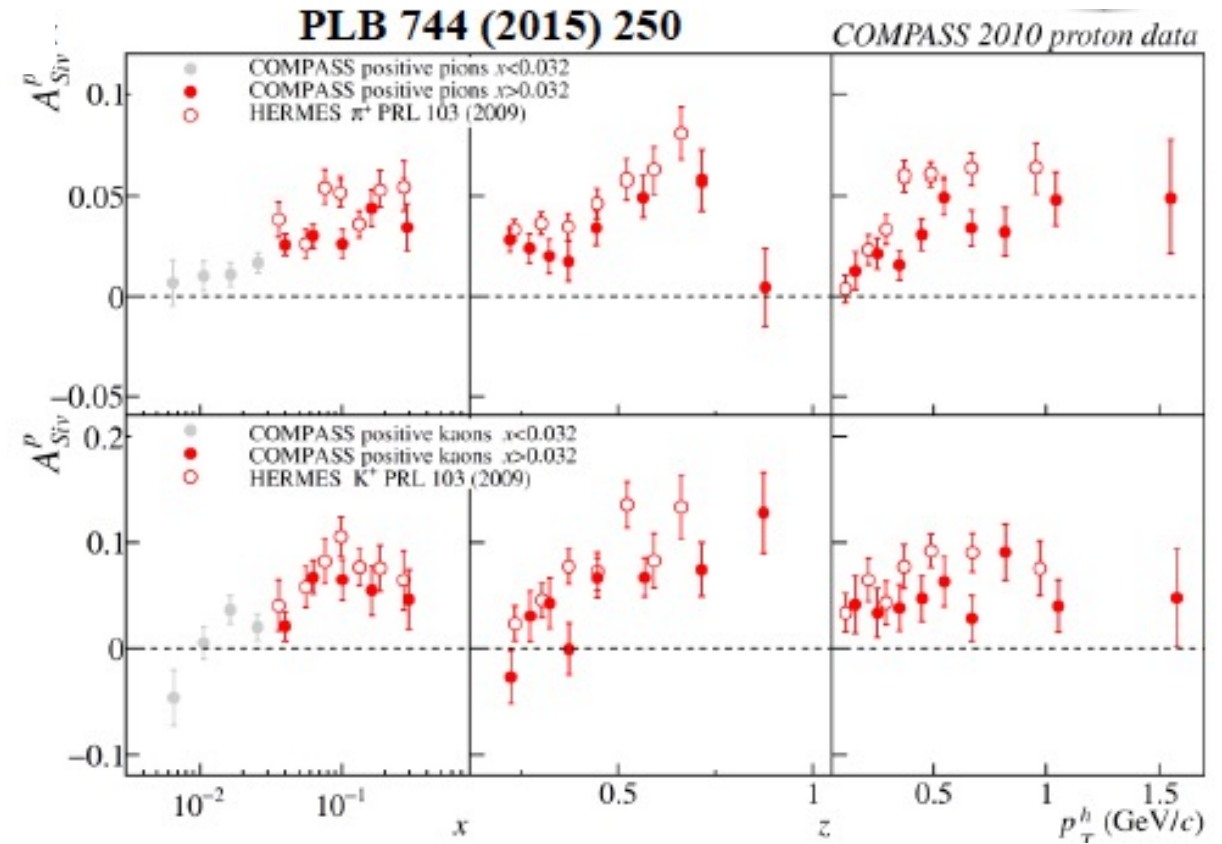 PLB 744 (2015) 250
COMPASS 2010 proton data
A^p_Siv
COMPASS positive pions x<0.032
COMPASS positive pions x>0.032
HERMES π⁺ PRL 103 (2009)
0.1
0.05
0
−0.05
A^p_Siv
COMPASS positive kaons x<0.032
COMPASS positive kaons x>0.032
HERMES K⁺ PRL 103 (2009)
0.2
0.1
0
−0.1
10⁻² 10⁻¹ 0.5 1 0.5 1 1.5
x z p_T^h (GeV/c)